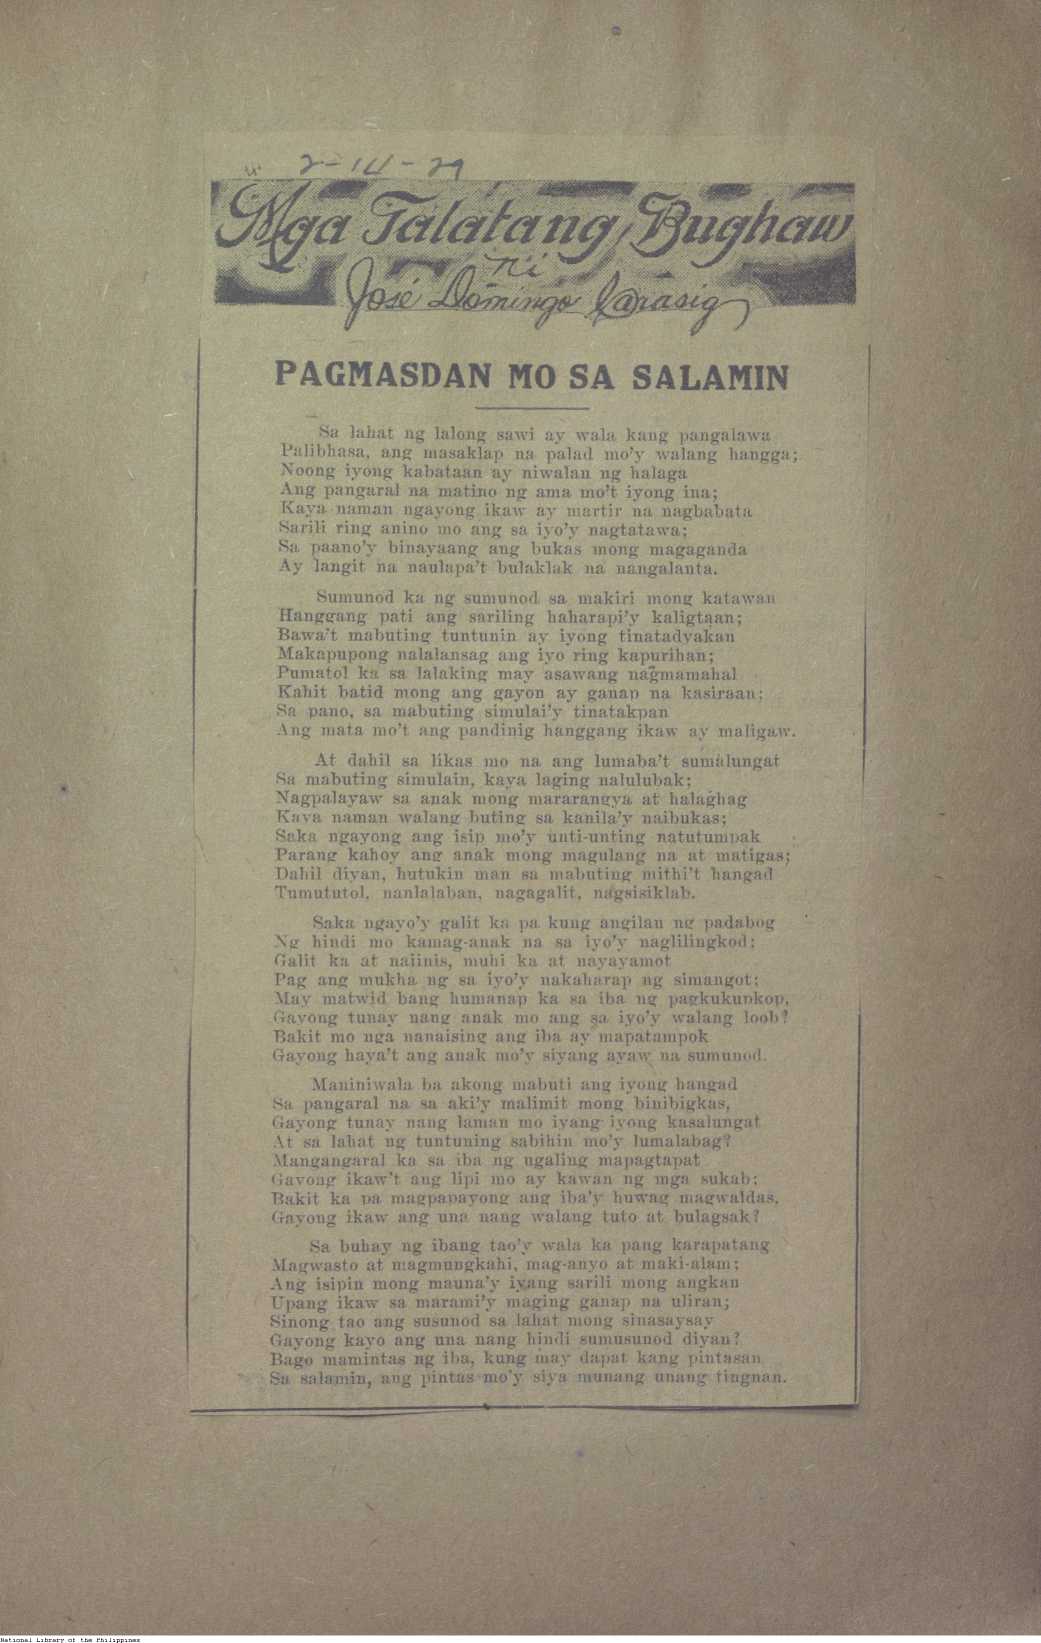 2-14-29
Mga Talatang Bughaw
ni
José Domingo Karasig
PAGMASDAN MO SA SALAMIN
Sa lahat ng lalong sawi ay wala kang pangalawa
Palibhasa, ang masaklap na palad mo'y walang hangga;
Noong iyong kabataan ay niwalan ng halaga
Ang pangaral na matino ng ama mo't iyong ina;
Kaya naman ngayong ikaw ay martir na nagbabata
Sarili ring anino mo ang sa iyo'y nagtatawa;
Sa paano'y binayaang ang bukas mong magaganda
Ay langit na naulapa't bulaklak na nangalanta.
Sumunod ka ng sumunod sa makiri mong katawan
Hanggang pati ang sariling haharapi'y kaligtaan;
Bawa't mabuting tuntunin ay iyong tinatadyakan
Makapupong nalalansag ang iyo ring kapurihan;
Pumatol ka sa lalaking may asawang nagmamahal
Kahit batid mong ang gayon ay ganap na kasiraan;
Sa pano, sa mabuting simulai'y tinatakpan
Ang mata mo't ang pandinig hanggang ikaw ay maligaw.
At dahil sa likas mo na ang lumaba't sumalungat
Sa mabuting simulain, kaya laging nalulubak;
Nagpalayaw sa anak mong mararangya at halaghag
Kaya naman walang buting sa kanila'y naibukas;
Saka ngayong ang isip mo'y unti-unting natutumpak
Parang kahoy ang anak mong magulang na at matigas;
Dahil diyan, hutukin man sa mabuting mithi't hangad
Tumututol, nanlalaban, nagagalit, nagsisiklab.
Saka ngayo'y galit ka pa kung angilan ng padabog
Ng hindi mo kamag-anak na sa iyo'y naglilingkod;
Galit ka at naiinis, muhi ka at nayayamot
Pag ang mukha ng sa iyo'y nakaharap ng simangot;
May matwid bang humanap ka sa iba ng pagkukupkop,
Gayong tunay nang anak mo ang sa iyo'y walang loob?
Bakit mo nga nanaising ang iba ay mapatampok
Gayong haya't ang anak mo'y siyang ayaw na sumunod.
Maniniwala ba akong mabuti ang iyong hangad
Sa pangaral na sa aki'y malimit mong binibigkas,
Gayong tunay nang laman mo iyang iyong kasalungat
At sa lahat ng tuntuning sabihin mo'y lumalabag?
Mangangaral ka sa iba ng ugaling mapagtapat
Gayong ikaw't ang lipi mo ay kawan ng mga sukab;
Bakit ka pa magpapayong ang iba'y huwag magwaldas,
Gayong ikaw ang una nang walang tuto at bulagsak?
Sa buhay ng ibang tao'y wala ka pang karapatang
Magwasto at magmungkahi, mag-anyo at maki-alam;
Ang isipin mong mauna'y iyang sarili mong angkan
Upang ikaw sa marami'y maging ganap na uliran;
Sinong tao ang susunod sa lahat mong sinasaysay
Gayong kayo ang una nang hindi sumusunod diyan?
Bago mamintas ng iba, kung may dapat kang pintasan
Sa salamin, ang pintas mo'y siya munang unang tingnan.
National Library of the Philippines